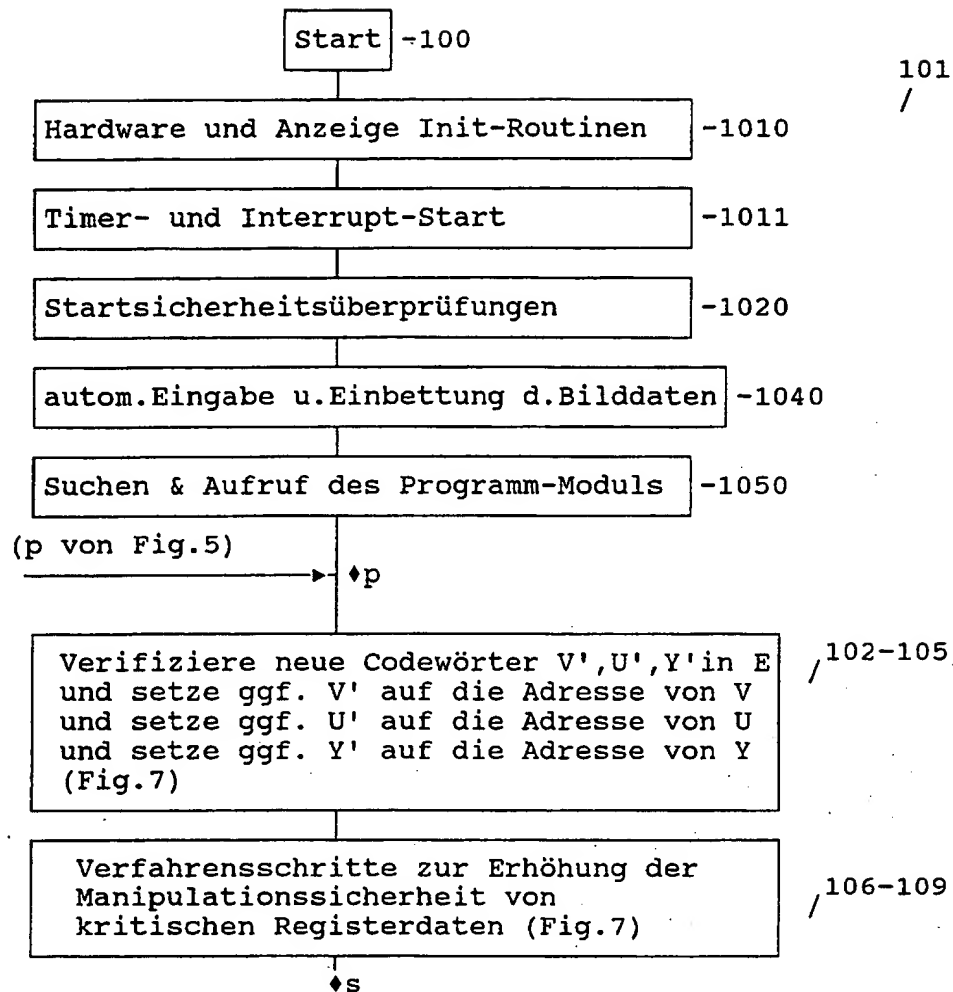 Start -100
101
/
Hardware und Anzeige Init-Routinen -1010
Timer- und Interrupt-Start -1011
Startsicherheitsüberprüfungen -1020
autom.Eingabe u.Einbettung d.Bilddaten -1040
Suchen & Aufruf des Programm-Moduls -1050
(p von Fig.5)
♦p
Verifiziere neue Codewörter V',U',Y'in E /102-105
und setze ggf. V' auf die Adresse von V
und setze ggf. U' auf die Adresse von U
und setze ggf. Y' auf die Adresse von Y
(Fig.7)
Verfahrensschritte zur Erhöhung der
Manipulationssicherheit von /106-109
kritischen Registerdaten (Fig.7)
♦s